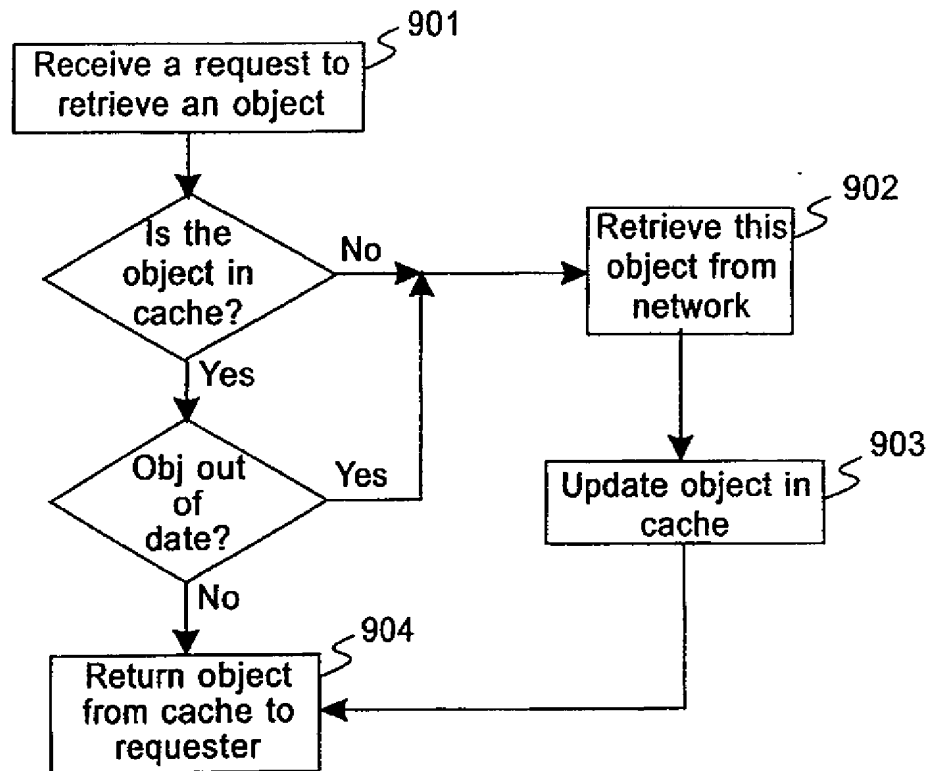 901
Receive a request to
retrieve an object
902
Is the
object in
cache?
No
Retrieve this
object from
network
Yes
903
Obj out
of
date?
Yes
Update object in
cache
No
904
Return object
from cache to
requester